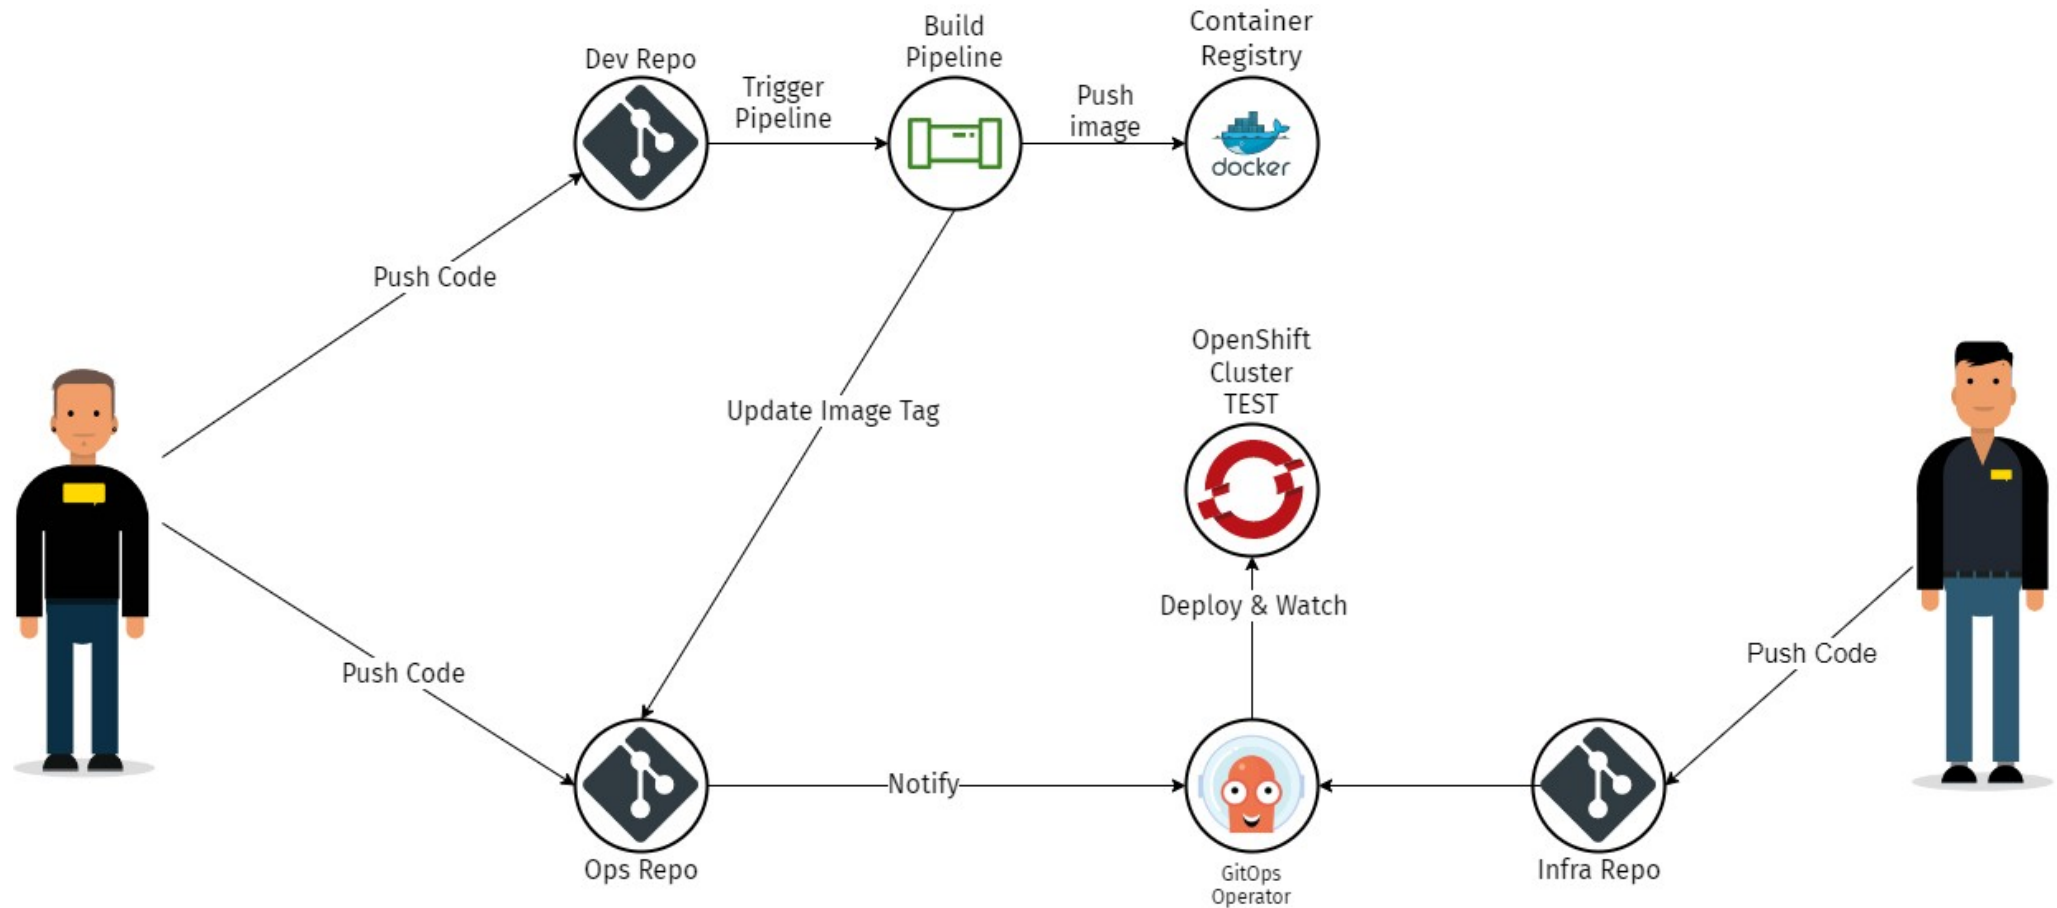 Dev Repo
Trigger
Pipeline
Build
Pipeline
Push
image
Container
Registry
docker
Push Code
Update Image Tag
OpenShift
Cluster
TEST
Deploy & Watch
Push Code
Push Code
Notify
Ops Repo
GitOps
Operator
Infra Repo